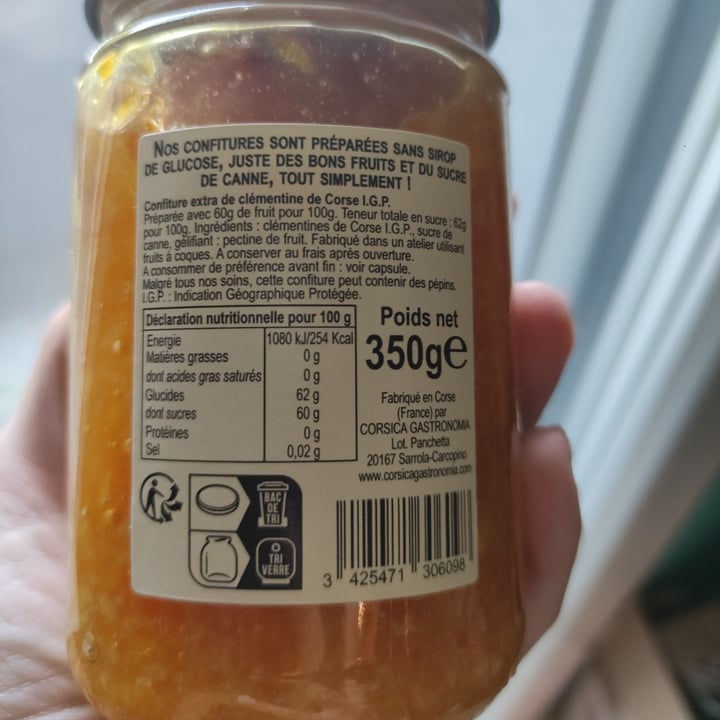 NOS CONFITURES SONT PRÉPARÉES SANS SIROP
DE GLUCOSE, JUSTE DES BONS FRUITS ET DU SUCRE
DE CANNE, TOUT SIMPLEMENT !
Confiture extra de clémentine de Corse I.G.P.
Préparée avec 60g de fruit pour 100g. Teneur totale en sucre : 62g
pour 100g. Ingrédients : clémentines de Corse I.G.P., sucre de
canne, gélifiant : pectine de fruit. Fabriqué dans un atelier utilisant
fruits à coques. A conserver au frais après ouverture.
A consommer de préférence avant fin : voir capsule.
Malgré tous nos soins, cette confiture peut contenir des pépins.
I.G.P. : Indication Géographique Protégée.
Déclaration nutritionnelle pour 100 g
Energie 1080 kJ/254 Kcal
Matières grasses 0 g
dont acides gras saturés 0 g
Glucides 62 g
dont sucres 60 g
Protéines 0 g
Sel 0,02 g
Poids net
350g℮
Fabriqué en Corse
(France) par
CORSICA GASTRONOMIA
Lot. Panchetta
20167 Sarrola-Carcopino
www.corsicagastronomia.com
BAC
DE
TRI
TRI
VERRE
3 425471 306098